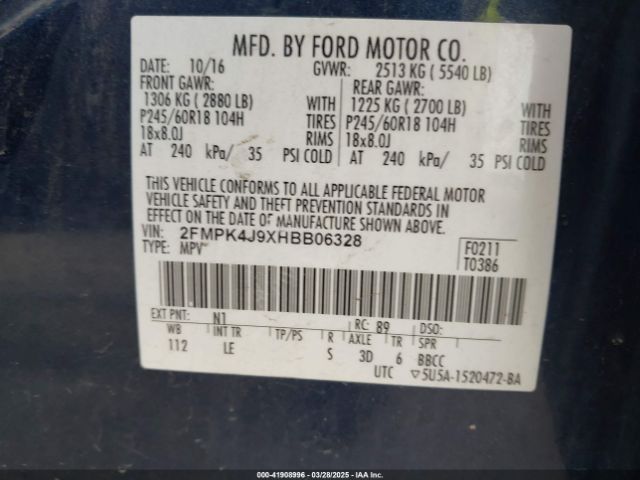 MFD. BY FORD MOTOR CO.
DATE: 10/16 GVWR: 2513 KG ( 5540 LB)
FRONT GAWR: REAR GAWR:
1306 KG ( 2880 LB) WITH 1225 KG ( 2700 LB) WITH
P245/60R18 104H TIRES P245/60R18 104H TIRES
18x8.0J RIMS 18x8.0J RIMS
AT 240 kPa/ 35 PSI COLD AT 240 kPa/ 35 PSI COLD
THIS VEHICLE CONFORMS TO ALL APPLICABLE FEDERAL MOTOR
VEHICLE SAFETY AND THEFT PREVENTION STANDARDS IN
EFFECT ON THE DATE OF MANUFACTURE SHOWN ABOVE.
VIN: 2FMPK4J9XHBB06328
TYPE: MPV
F0211
T0386
EXT PNT: N1 RC: 89 DSO:
WB INT TR TP/PS R AXLE TR SPR
112 LE S 3D 6 BBCC
UTC ▽5U5A-1520472-BA
000-41908996 | 03/28/2025 | IAA, Inc.